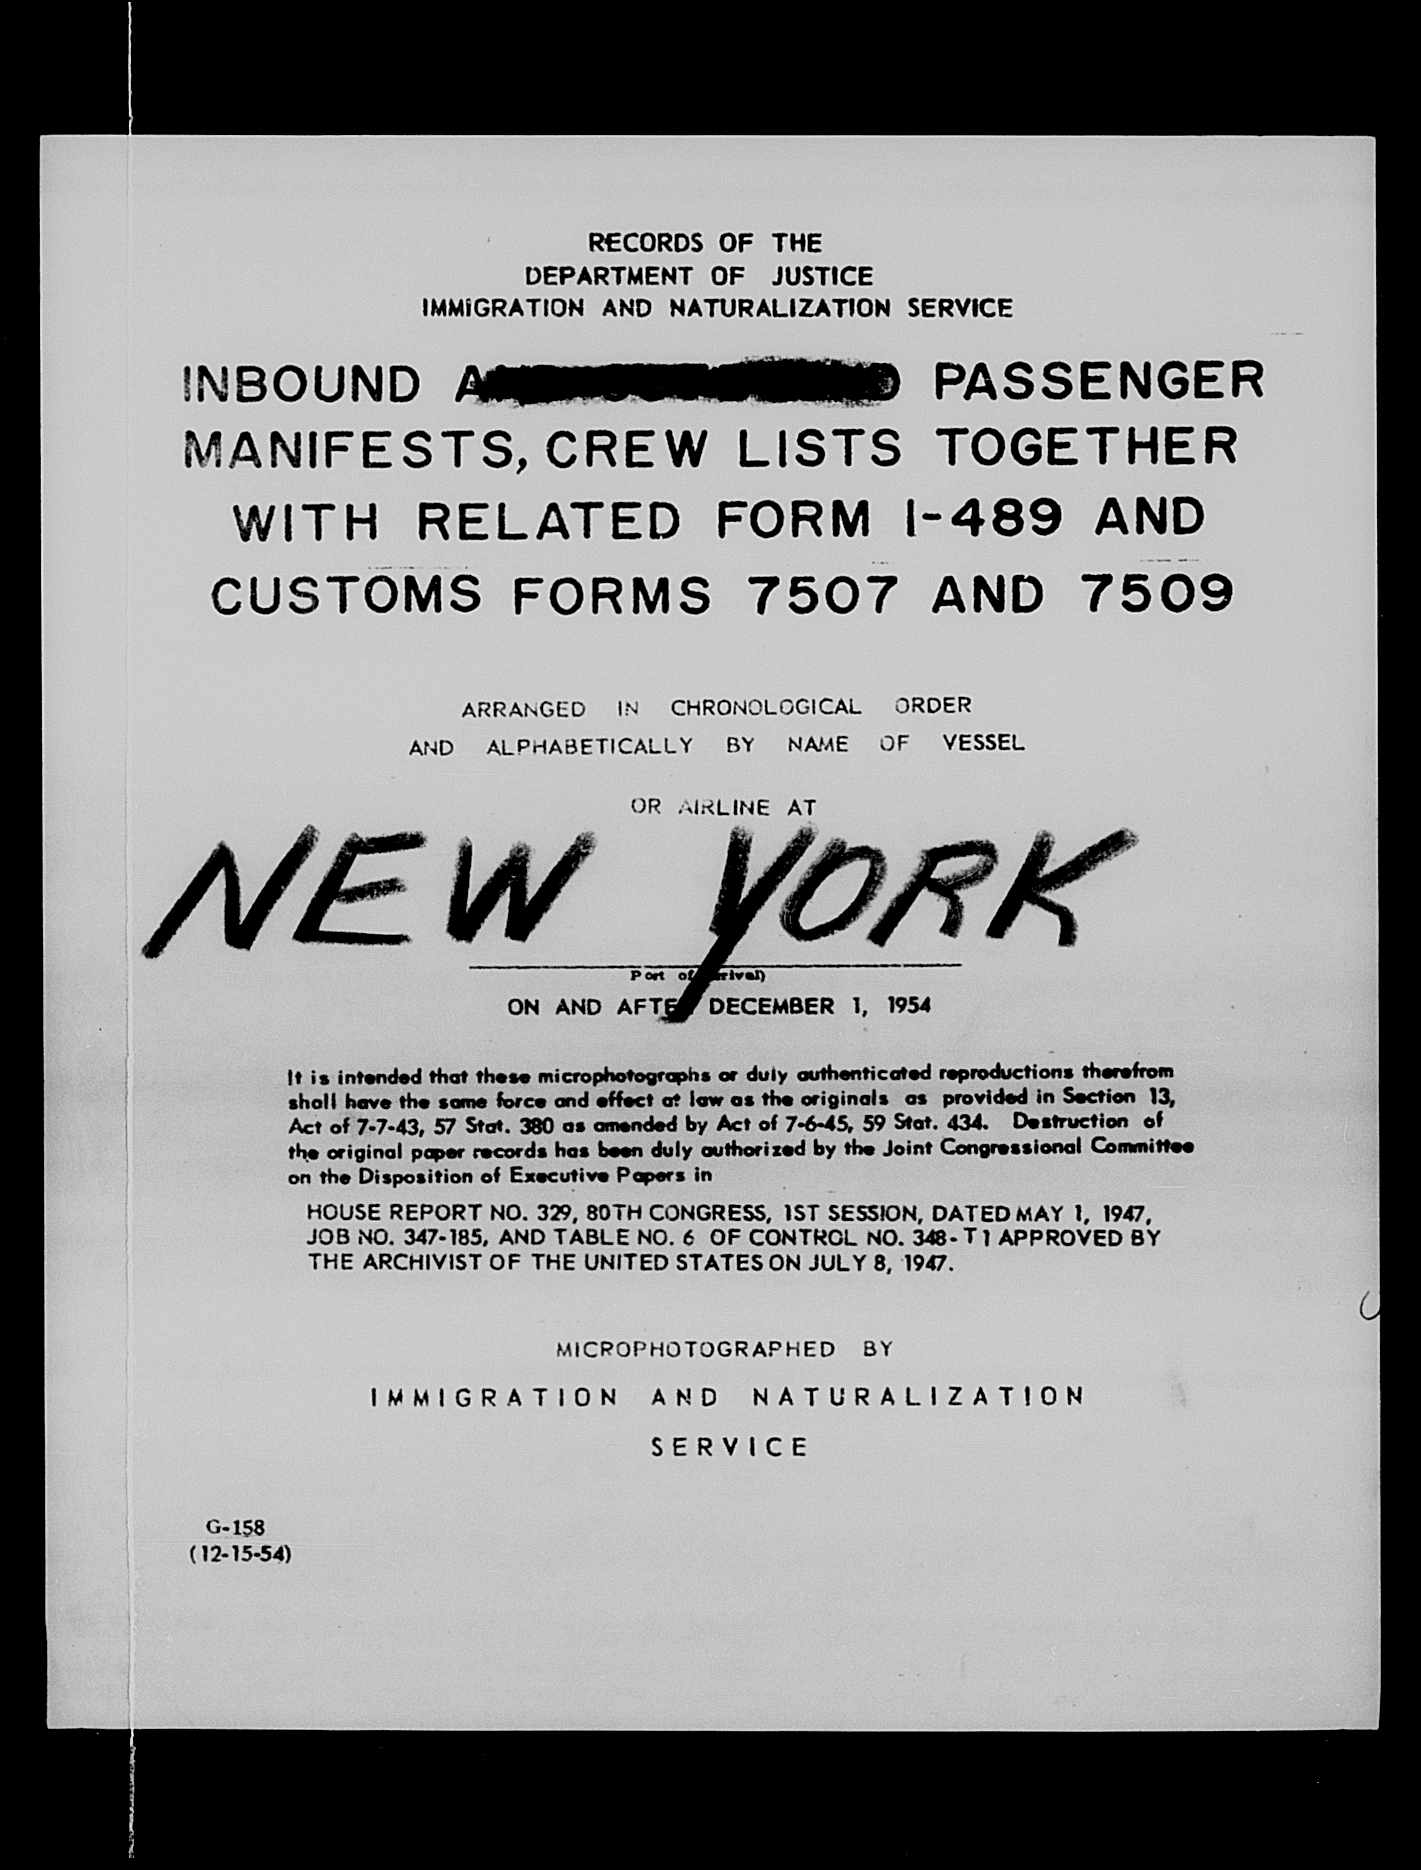 RECORDS OF THE
DEPARTMENT OF JUSTICE
IMMIGRATION AND NATURALIZATION SERVICE
INBOUND PASSENGER
MANIFESTS, CREW LISTS TOGETHER
WITH RELATED FORM I-489 AND
CUSTOMS FORMS 7507 AND 7509
ARRANGED IN CHRONOLOGICAL ORDER
AND ALPHABETICALLY BY NAME OF VESSEL
OR AIRLINE AT
NEW YORK
Port of
ON AND AFTER DECEMBER 1, 1954
It is intended that these microphotographs or duly authenticated reproductions therefrom
shall have the same force and effect at law as the originals as provided in Section 13,
Act of 7-7-43, 57 Stat. 380 as amended by Act of 7-6-45, 59 Stat. 434. Destruction of
the original paper records has been duly authorized by the Joint Congressional Committee
on the Disposition of Executive Papers in
HOUSE REPORT NO. 329, 80TH CONGRESS, 1ST SESSION, DATED MAY 1, 1947,
JOB NO. 347-185, AND TABLE NO. 6 OF CONTROL NO. 348-T1 APPROVED BY
THE ARCHIVIST OF THE UNITED STATES ON JULY 8, 1947.
MICROPHOTOGRAPHED BY
IMMIGRATION AND NATURALIZATION
SERVICE
G-158
(12-15-54)